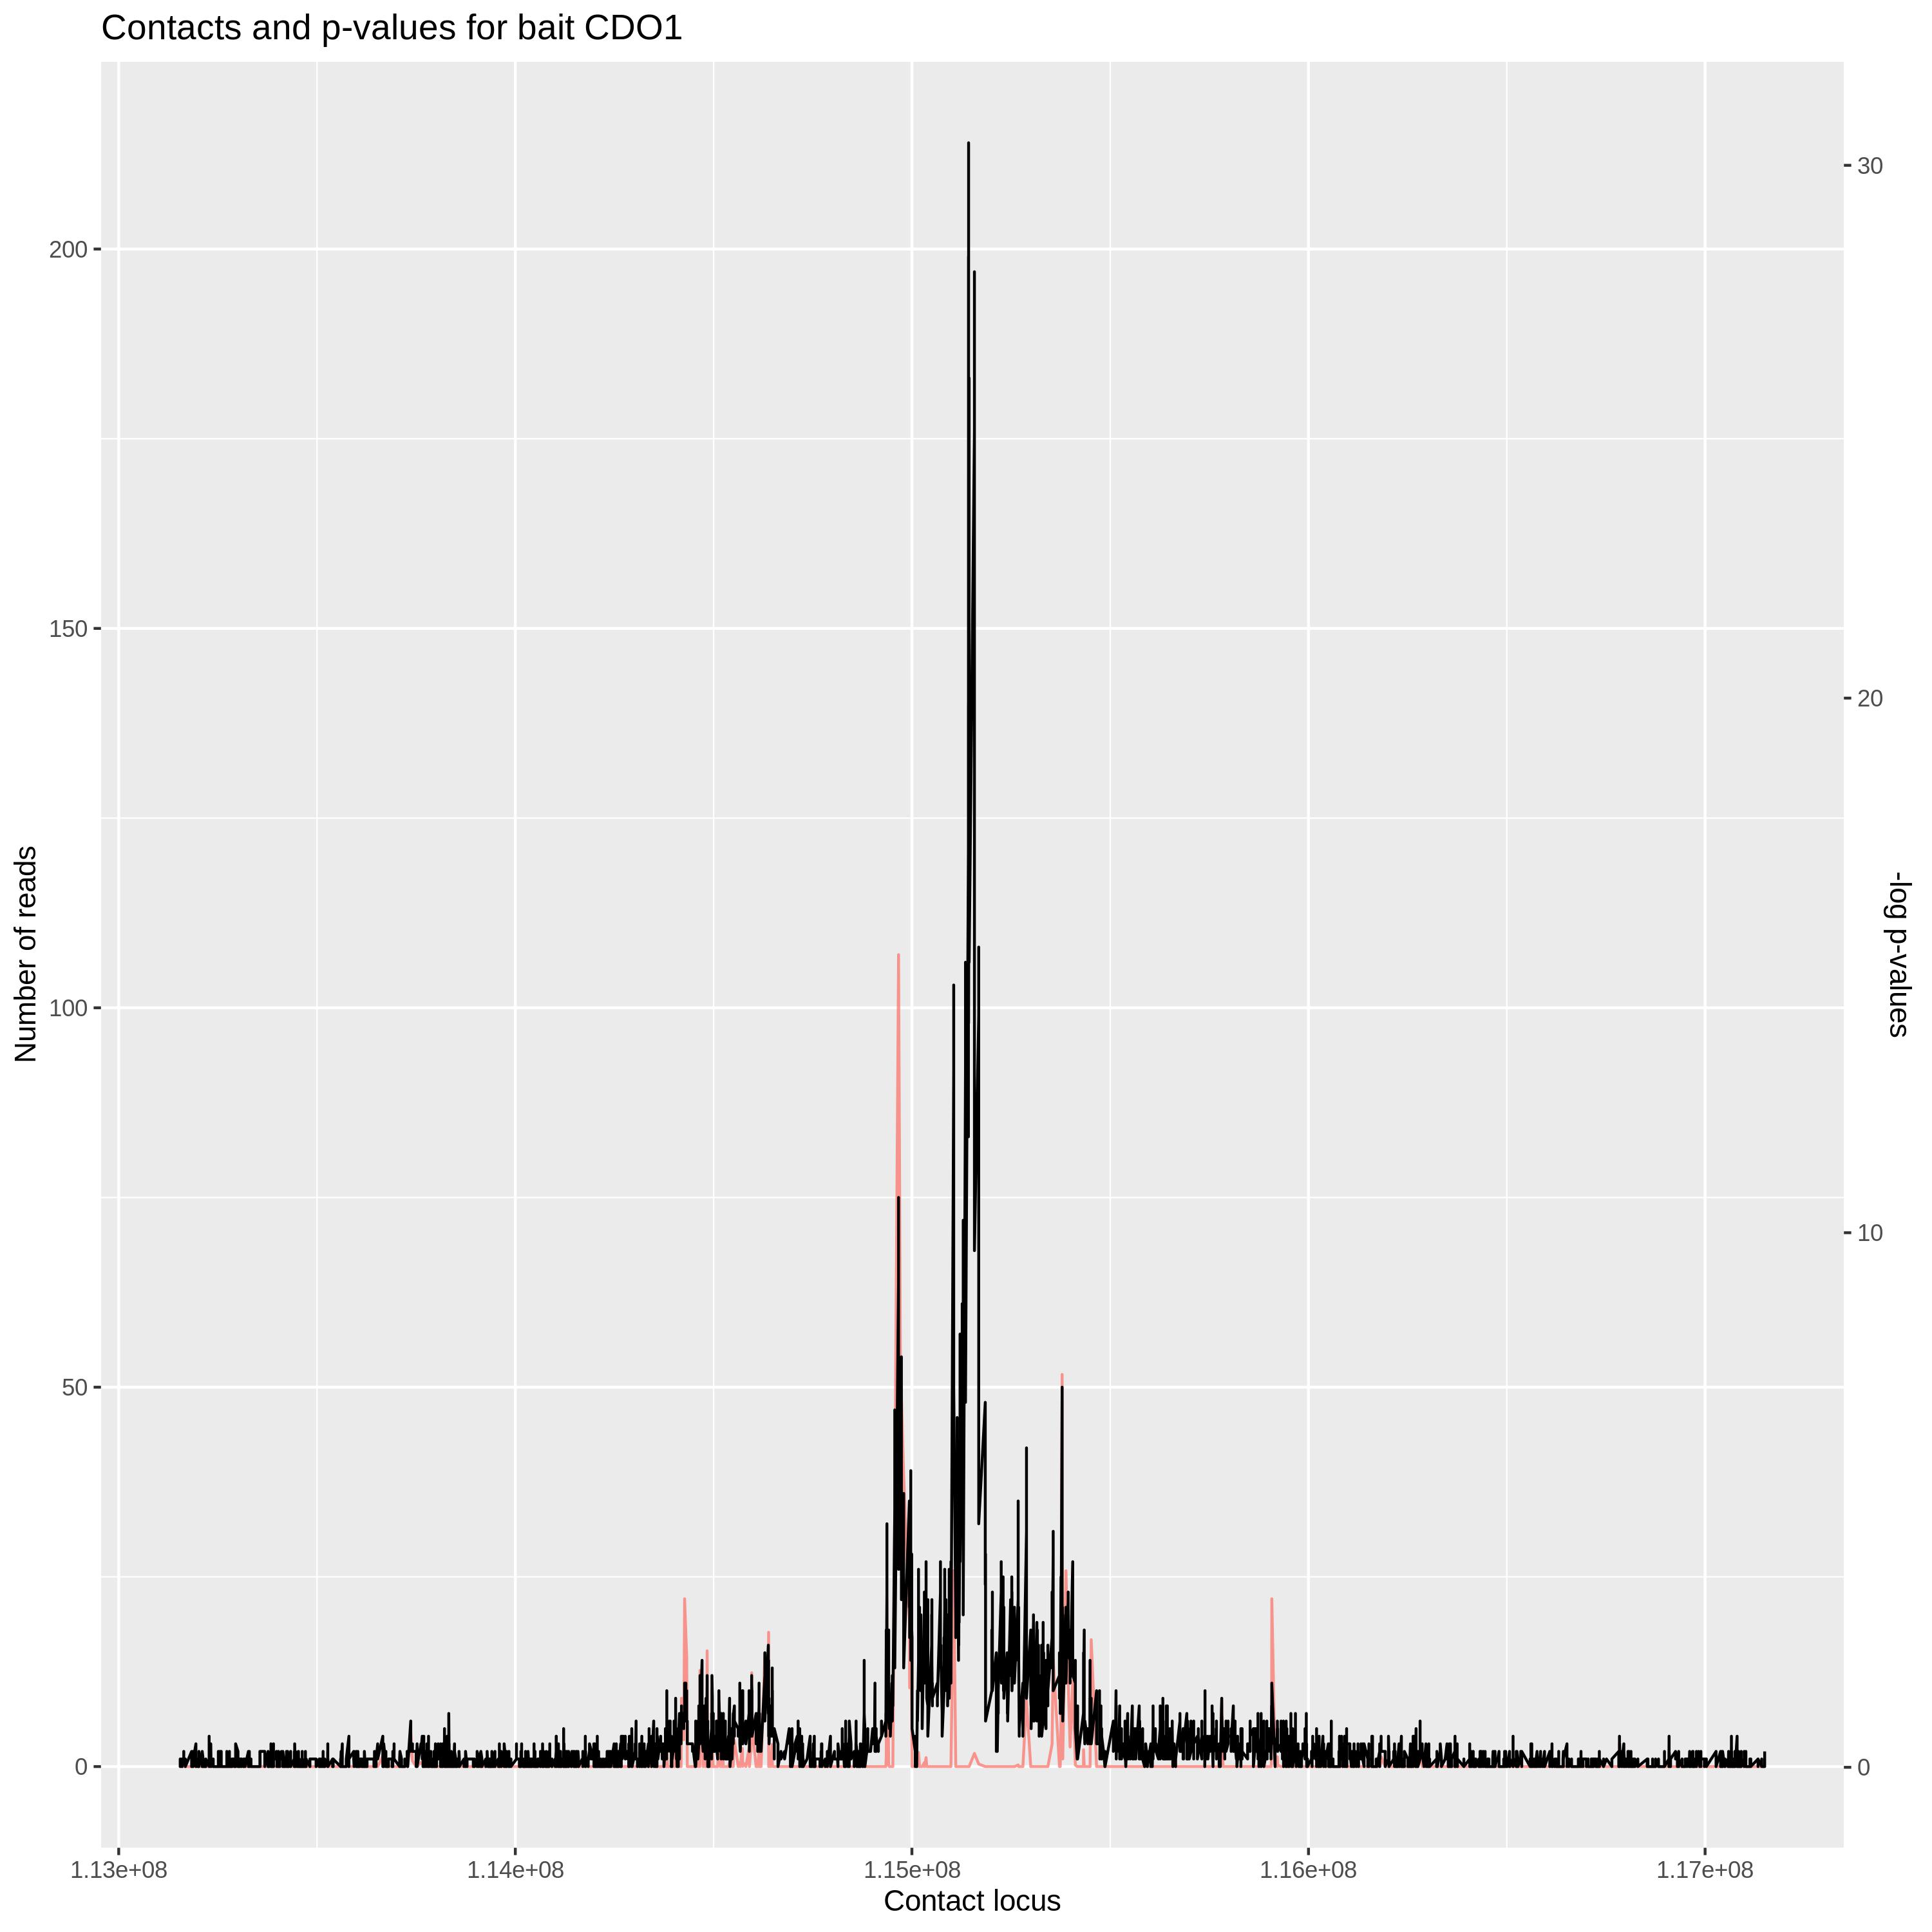 Contacts and p-values for bait CDO1
200
150
100
50
0
Number of reads
30
20
10
0
-log p-values
1.13e+08
1.14e+08
1.15e+08
1.16e+08
1.17e+08
Contact locus